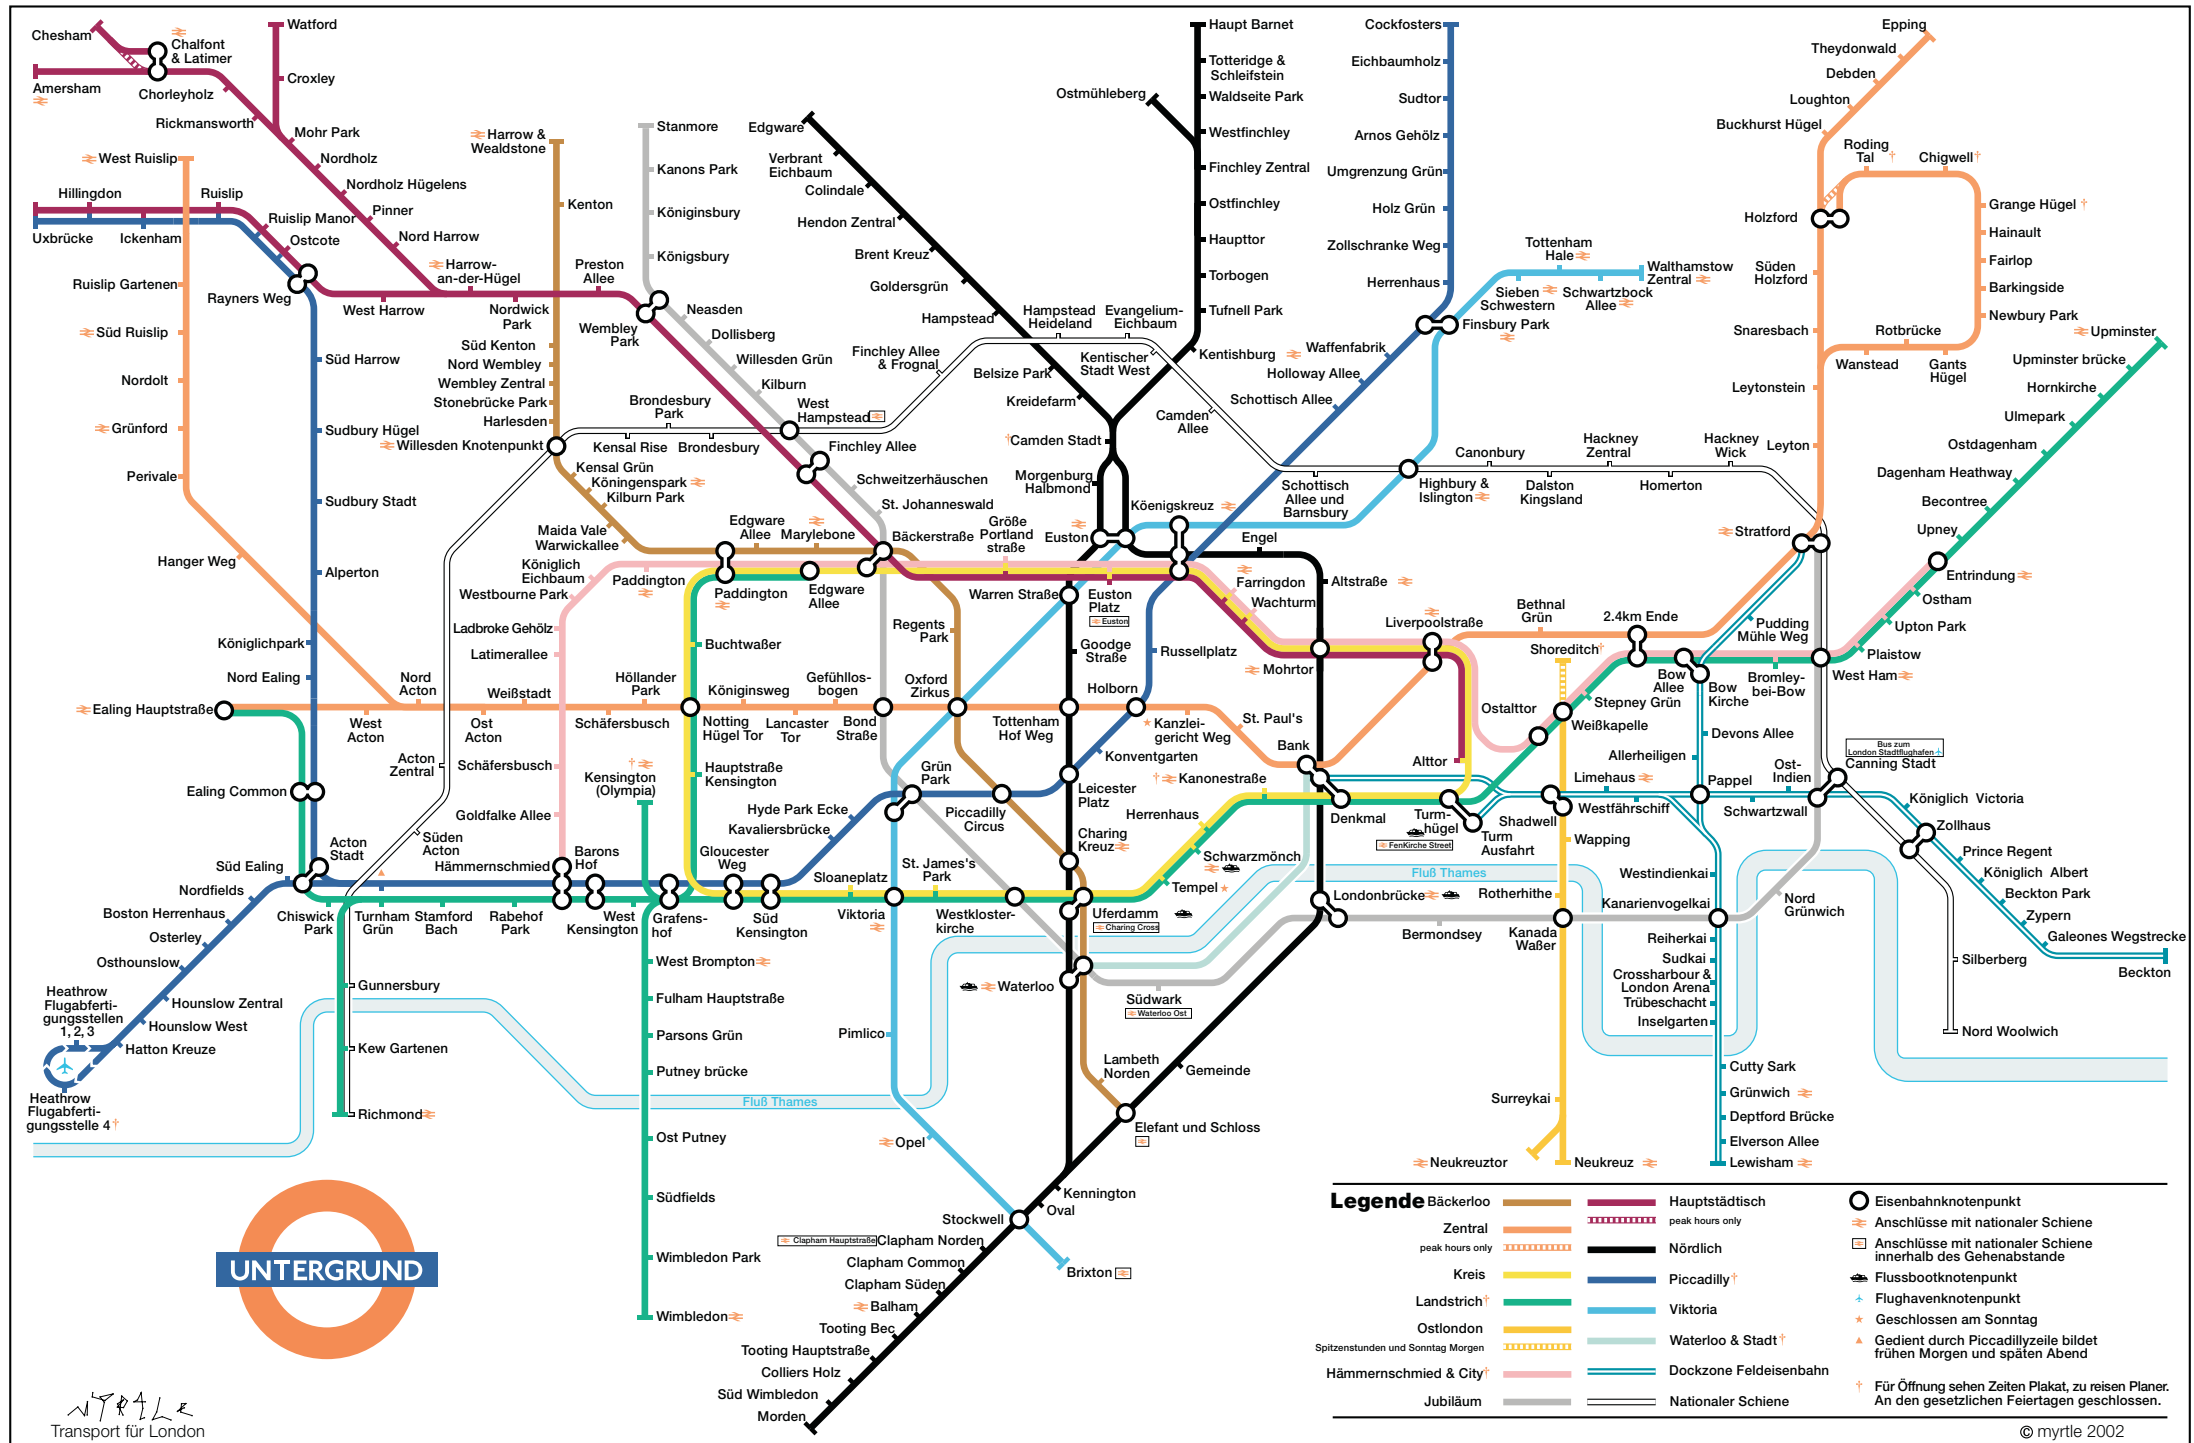 Chesham
Chalfont
& Latimer
Amersham
Chorleyholz
Rickmansworth
Watford
Croxley
Mohr Park
Nordholz
Nordholz Hügelens
Pinner
Nord Harrow
Harrow-
an-der-Hügel
Preston
Allee
West Harrow
Nordwick
Park
Wembley
Park
West Ruislip
Hillingdon
Ruislip
Uxbrücke
Ickenham
Ruislip Manor
Ostcote
Rayners Weg
Ruislip Gartenen
Süd Ruislip
Nordolt
Grünford
Perivale
Hanger Weg
Süd Harrow
Sudbury Hügel
Sudbury Stadt
Alperton
Königlichpark
Nord Ealing
Harrow &
Wealdstone
Kenton
Süd Kenton
Nord Wembley
Wembley Zentral
Stonebrücke Park
Harlesden
Willesden Knotenpunkt
Kensal Grün
Köningenspark
Kilburn Park
Maida Vale
Warwickallee
Stanmore
Kanons Park
Königinsbury
Königsbury
Neasden
Dollisberg
Willesden Grün
Kilburn
West
Hampstead
Finchley Allee
Schweitzerhäuschen
St. Johanneswald
Brondesbury
Park
Kensal Rise
Brondesbury
Finchley Allee
& Frognal
Hampstead
Heideland
Evangelium-
Eichbaum
Kentischer
Stadt West
Camden
Allee
Edgware
Verbrant
Eichbaum
Colindale
Hendon Zentral
Brent Kreuz
Goldersgrün
Hampstead
Belsize Park
Kreidefarm
†Camden Stadt
Morgenburg
Halbmond
Euston
Ostmühleberg
Haupt Barnet
Totteridge &
Schleifstein
Waldseite Park
Westfinchley
Finchley Zentral
Ostfinchley
Haupttor
Torbogen
Tufnell Park
Kentishburg
Cockfosters
Eichbaumholz
Sudtor
Arnos Gehölz
Umgrenzung Grün
Holz Grün
Zollschranke Weg
Herrenhaus
Finsbury Park
Waffenfabrik
Holloway Allee
Schottisch Allee
Tottenham
Hale
Sieben
Schwestern
Schwartzbock
Allee
Walthamstow
Zentral
Schottisch
Allee und
Barnsbury
Highbury &
Islington
Canonbury
Dalston
Kingsland
Hackney
Zentral
Homerton
Hackney
Wick
Epping
Theydonwald
Debden
Loughton
Buckhurst Hügel
Roding
Tal †
Chigwell†
Grange Hügel †
Hainault
Fairlop
Barkingside
Newbury Park
Holzford
Süden
Holzford
Snaresbach
Leytonstein
Leyton
Stratford
Rotbrücke
Wanstead
Gants
Hügel
Upminster
Upminster brücke
Hornkirche
Ulmepark
Ostdagenham
Dagenham Heathway
Becontree
Upney
Entrindung
Ostham
Upton Park
Plaistow
West Ham
Königlich
Eichbaum
Westbourne Park
Ladbroke Gehölz
Latimerallee
Paddington
Edgware
Allee
Marylebone
Bäckerstraße
Paddington
Edgware
Allee
Größe
Portland
straße
Köenigskreuz
Engel
Altstraße
Warren Straße
Euston
Platz
Euston
Farringdon
Wachturm
Mohrtor
Liverpoolstraße
Bethnal
Grün
2.4km Ende
Shoreditch†
Pudding
Mühle Weg
Bow
Allee
Bow
Kirche
Bromley-
bei-Bow
Stepney Grün
Weißkapelle
Ostalttor
Alttor
Buchtwaßer
Regents
Park
Goodge
Straße
Russellplatz
Ealing Hauptstraße
West
Acton
Nord
Acton
Ost
Acton
Weißstadt
Schäfersbusch
Höllander
Park
Notting
Hügel Tor
Königinsweg
Lancaster
Tor
Gefühllos-
bogen
Bond
Straße
Oxford
Zirkus
Tottenham
Hof Weg
Holborn
Kanzlei-
gericht Weg
St. Paul's
Bank
Konventgarten
† Kanonestraße
Acton
Zentral
Schäfersbusch
Goldfalke Allee
Hämmernschmied
Kensington
(Olympia)
†
Hauptstraße
Kensington
Hyde Park Ecke
Kavaliersbrücke
Grün
Park
Piccadilly
Circus
Leicester
Platz
Charing
Kreuz
Herrenhaus
Schwarzmönch
Tempel
Denkmal
Turm-
hügel
FenKirche Street
Turm
Ausfahrt
Shadwell
Limehaus
Westfährschiff
Allerheiligen
Devons Allee
Pappel
Ost-
Indien
Schwartzwall
Bus zum
London Stadtflughafen
Canning Stadt
Königlich Victoria
Zollhaus
Prince Regent
Königlich Albert
Beckton Park
Zypern
Galeones Wegstrecke
Beckton
Silberberg
Nord Woolwich
Ealing Common
Acton
Stadt
Süden
Acton
Süd Ealing
Nordfields
Boston Herrenhaus
Osterley
Osthounslow
Hounslow Zentral
Hounslow West
Hatton Kreuze
Heathrow
Flugabferti-
gungsstellen
1, 2, 3
Heathrow
Flugabferti-
gungsstelle 4†
Chiswick
Park
Turnham
Grün
Stamford
Bach
Rabehof
Park
Barons
Hof
West
Kensington
Grafens-
hof
Gloucester
Weg
Süd
Kensington
Sloaneplatz
Viktoria
St. James's
Park
Westkloster-
kirche
Uferdamm
Charing Cross
Waterloo
Südwark
Waterloo Ost
Londonbrücke
Bermondsey
Fluß Thames
Wapping
Rotherhithe
Kanada
Waßer
Surreykai
Neukreuztor
Neukreuz
Westindienkai
Kanarienvogelkai
Reiherkai
Sudkai
Crossharbour &
London Arena
Trübeschacht
Inselgarten
Cutty Sark
Grünwich
Deptford Brücke
Elverson Allee
Lewisham
Nord
Grünwich
Gunnersbury
Kew Gartenen
Richmond
West Brompton
Fulham Hauptstraße
Parsons Grün
Putney brücke
Fluß Thames
Ost Putney
Südfields
Wimbledon Park
Wimbledon
Pimlico
Opel
Stockwell
Brixton
Lambeth
Norden
Gemeinde
Elefant und Schloss
Kennington
Oval
Clapham Hauptstraße
Clapham Norden
Clapham Common
Clapham Süden
Balham
Tooting Bec
Tooting Hauptstraße
Colliers Holz
Süd Wimbledon
Morden
UNTERGRUND
Transport für London
Legende
Bäckerloo
Zentral
peak hours only
Kreis
Landstrich†
Ostlondon
Spitzenstunden und Sonntag Morgen
Hämmernschmied & City†
Jubiläum
Hauptstädtisch
peak hours only
Nördlich
Piccadilly†
Viktoria
Waterloo & Stadt†
Dockzone Feldeisenbahn
Nationaler Schiene
Eisenbahnknotenpunkt
Anschlüsse mit nationaler Schiene
Anschlüsse mit nationaler Schiene
innerhalb des Gehenabstande
Flussbootknotenpunkt
Flughavenknotenpunkt
Geschlossen am Sonntag
Gedient durch Piccadillyzeile bildet
frühen Morgen und späten Abend
† Für Öffnung sehen Zeiten Plakat, zu reisen Planer.
An den gesetzlichen Feiertagen geschlossen.
© myrtle 2002